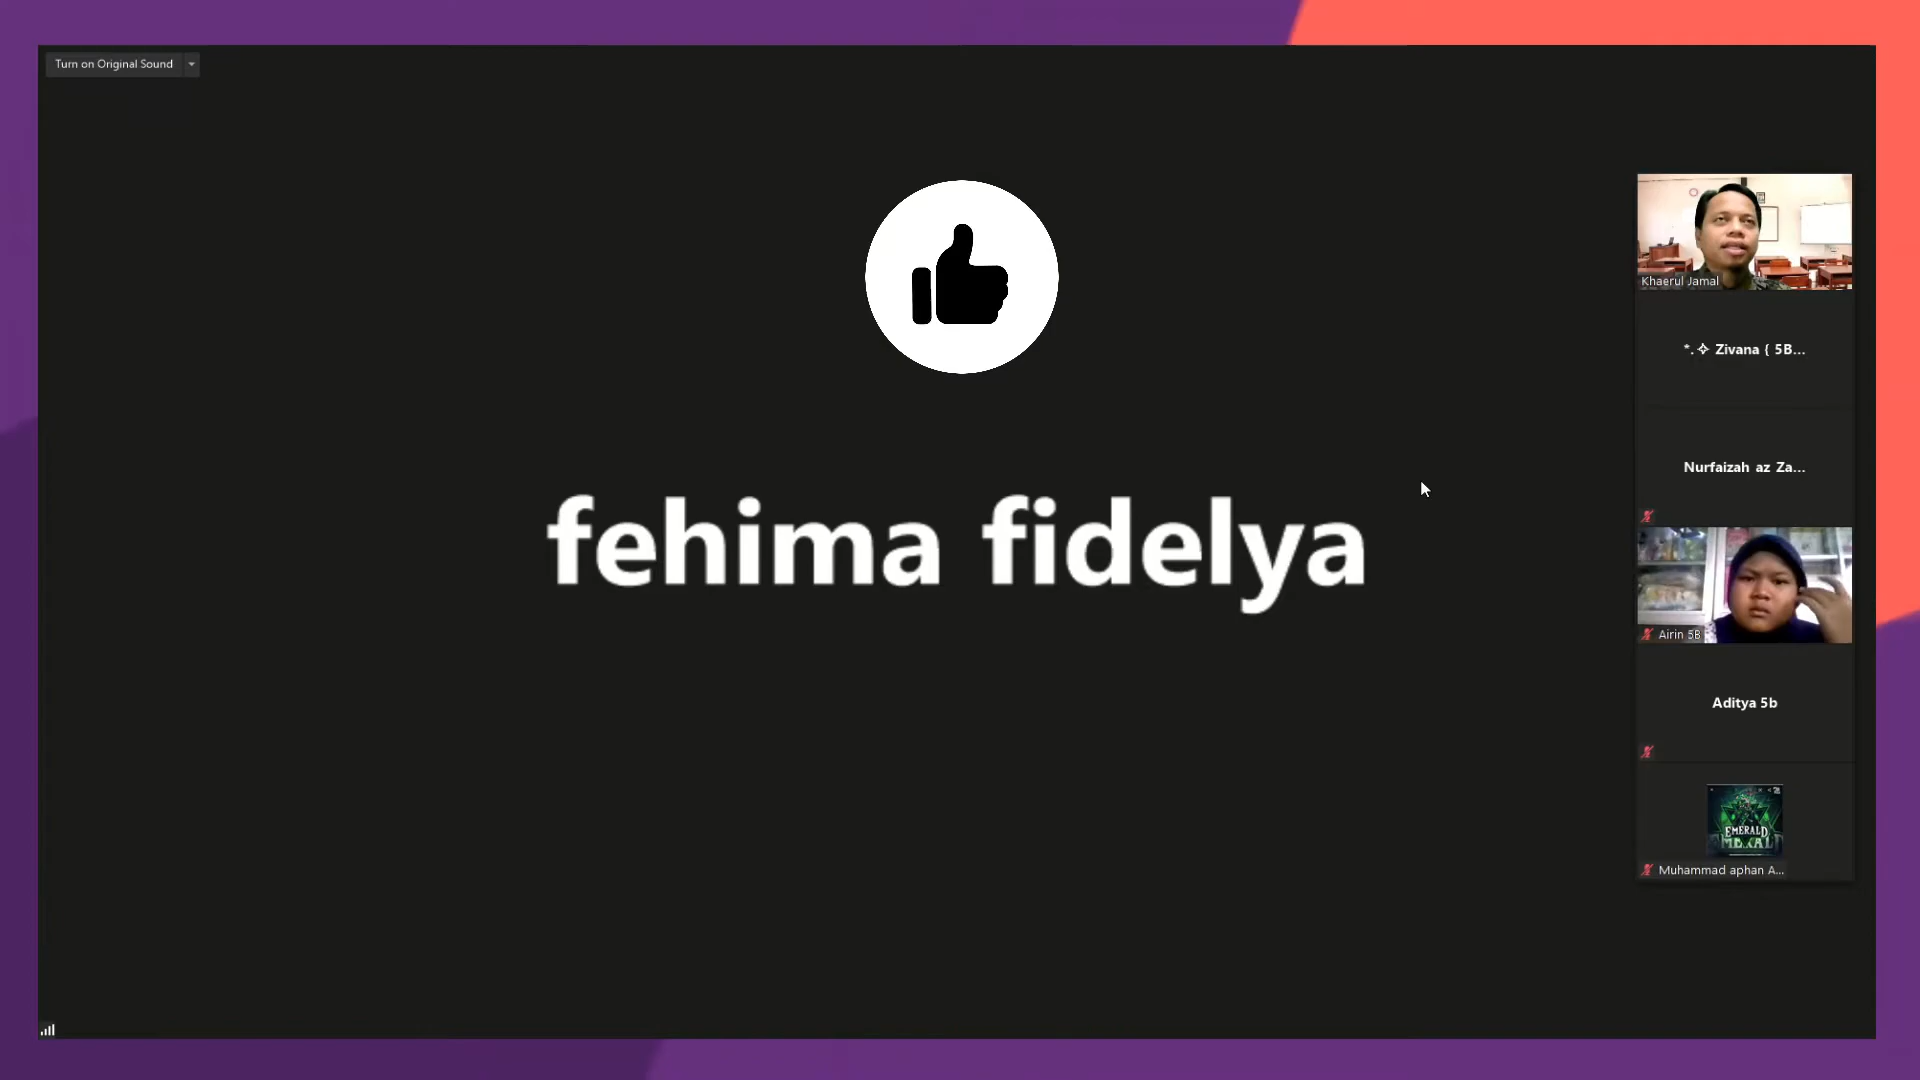 Turn on Original Sound
fehima fidelya
Khaerul Jamal
*. ✧ Zivana { 5B...
Nurfaizah az Za...
Airin 5B
Aditya 5b
EMERALD
Muhammad aphan A...